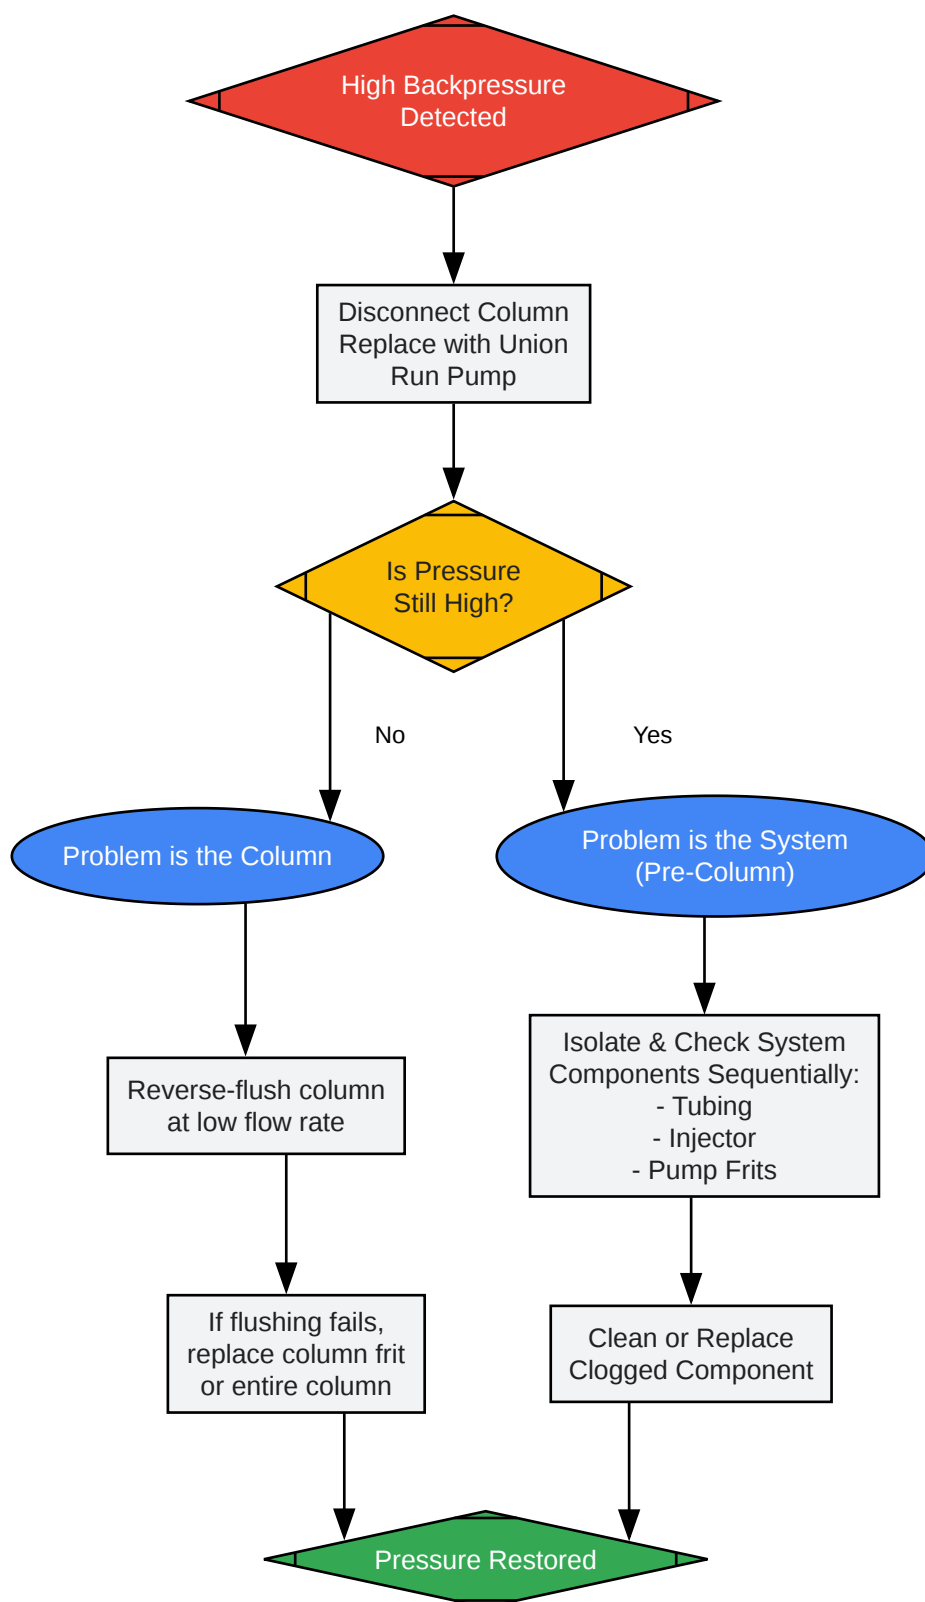 High Backpressure
Detected
Disconnect Column
Replace with Union
Run Pump
Is Pressure
Still High?
No
Yes
Problem is the Column
Problem is the System
(Pre-Column)
Reverse-flush column
at low flow rate
Isolate & Check System
Components Sequentially:
- Tubing
- Injector
- Pump Frits
If flushing fails,
replace column frit
or entire column
Clean or Replace
Clogged Component
Pressure Restored